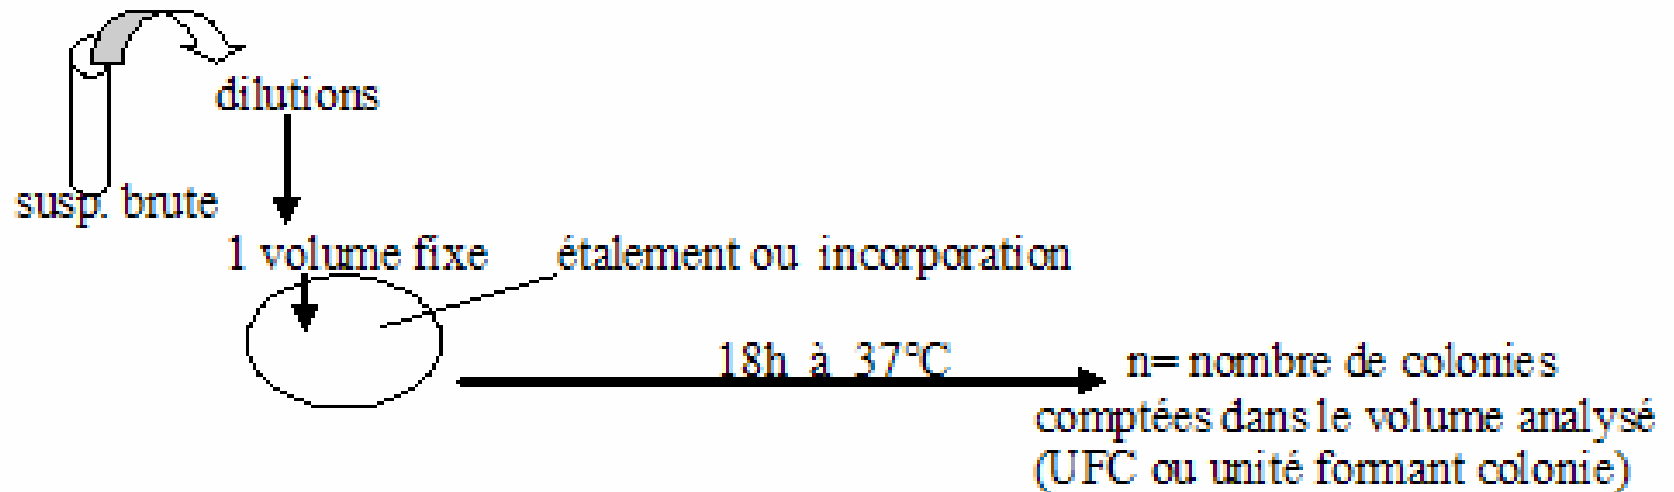 dilutions
susp. brute
1 volume fixe
étalement ou incorporation
18h à 37°C
n= nombre de colonies
comptées dans le volume analysé
(UFC ou unité formant colonie)